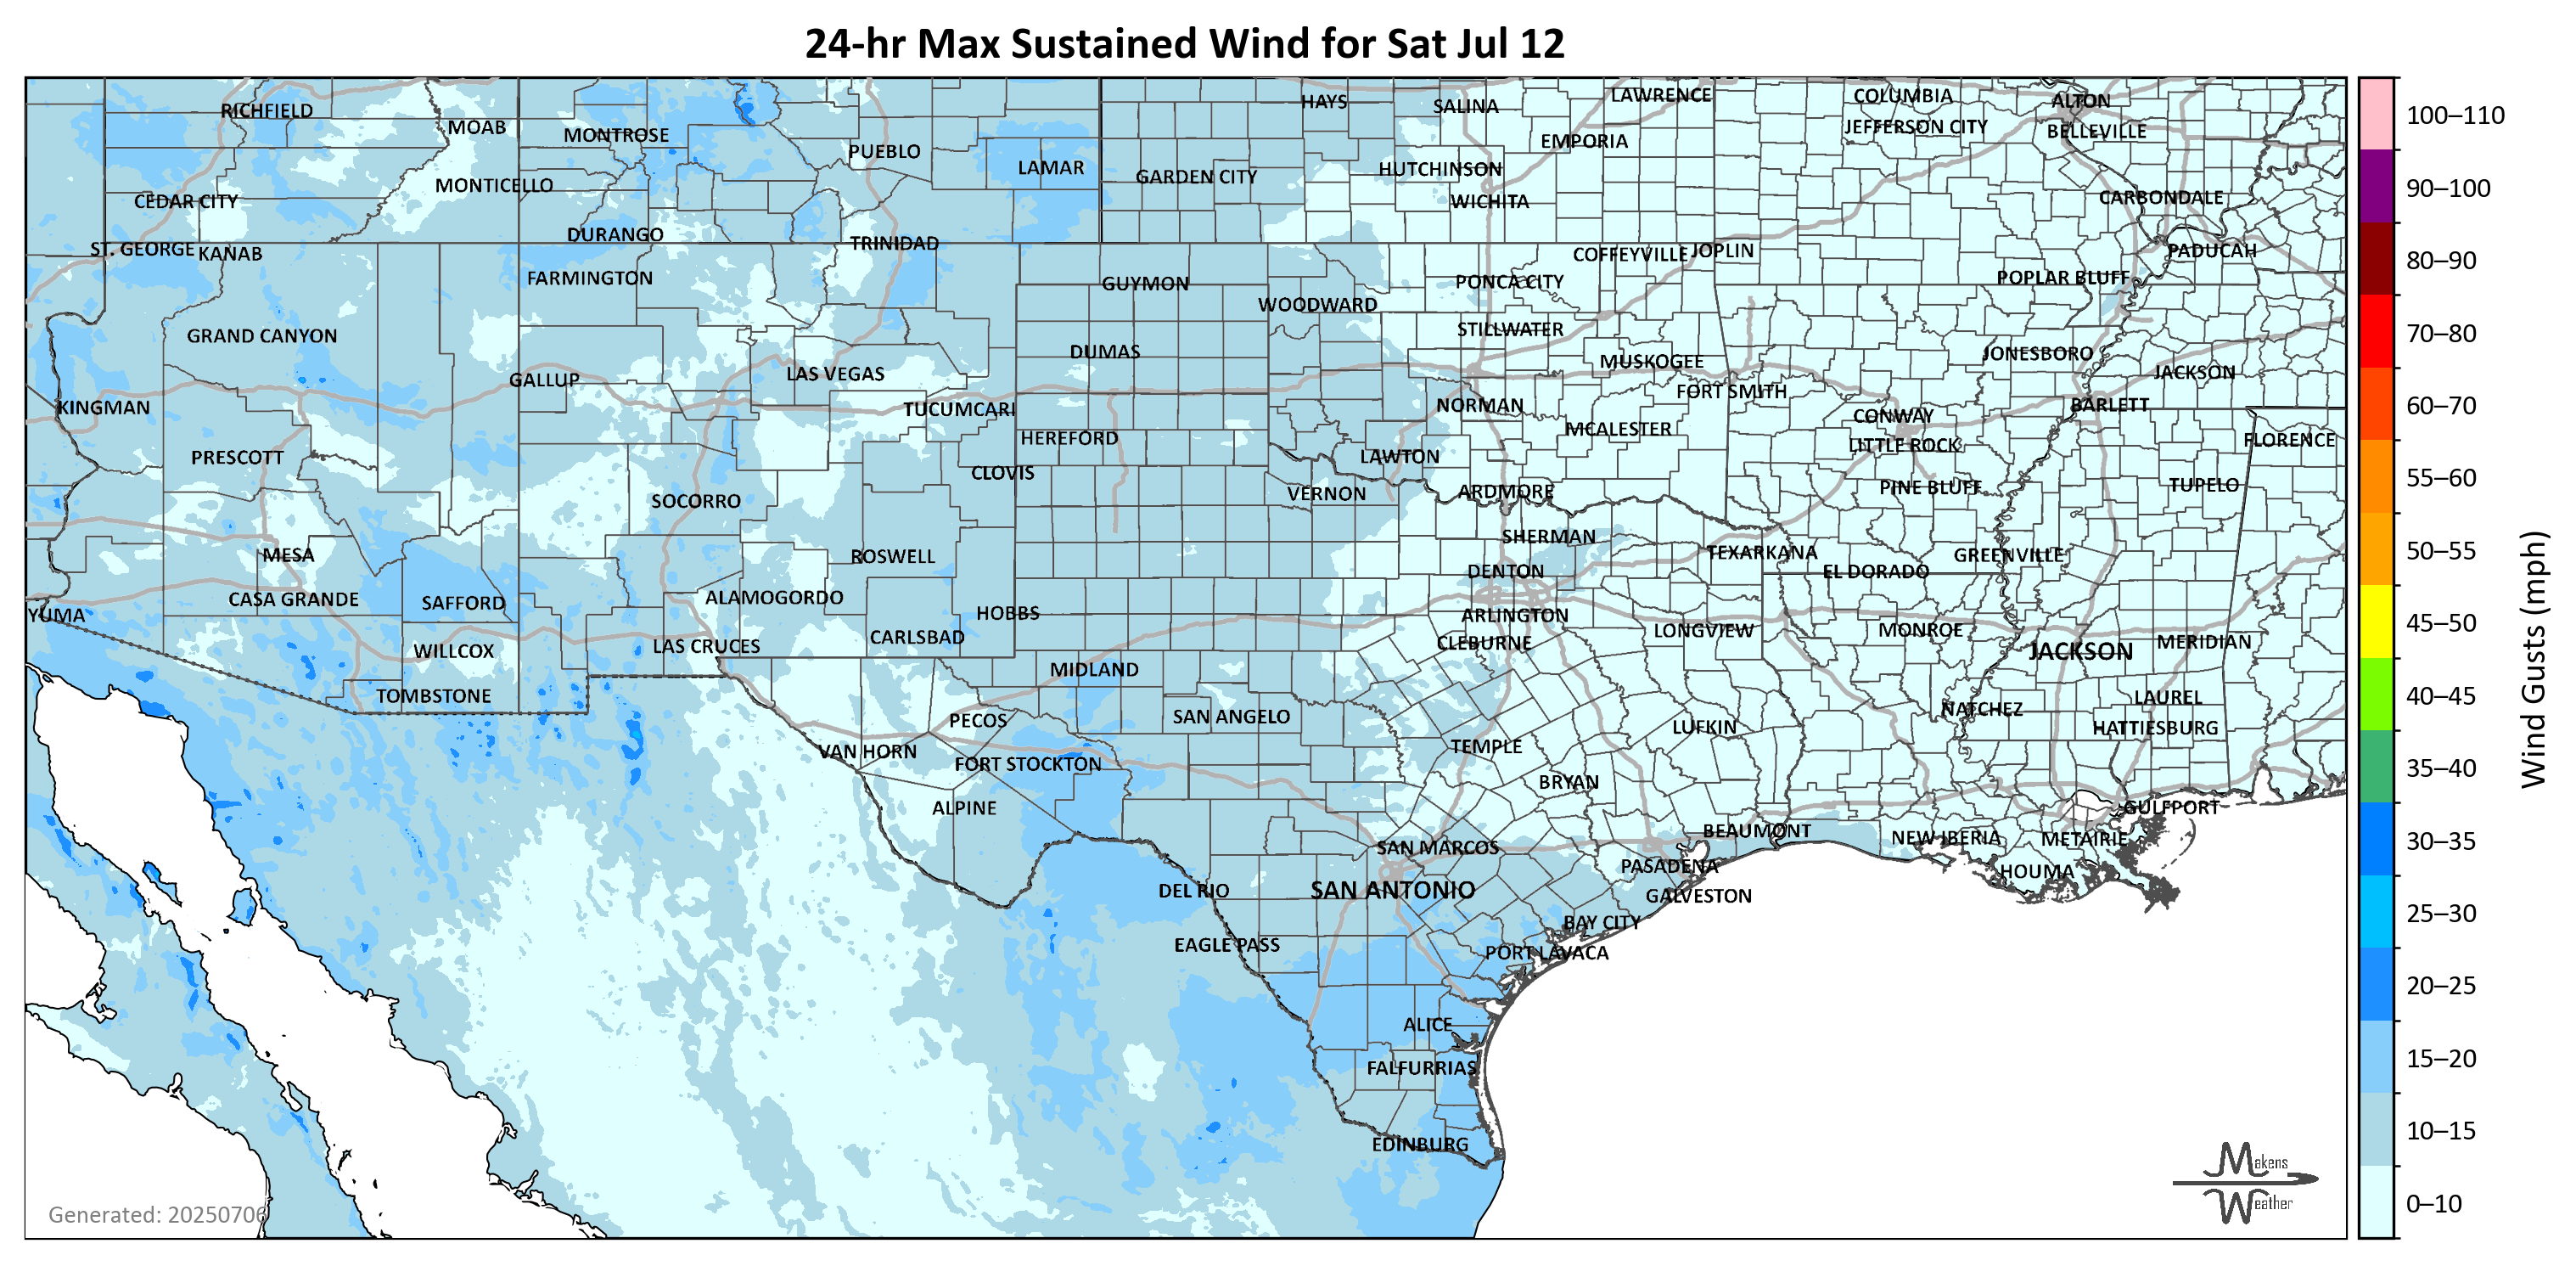 24-hr Max Sustained Wind for Sat Jul 12
RICHFIELD
MOAB
MONTROSE
PUEBLO
LAMAR
HAYS
SALINA
LAWRENCE
COLUMBIA
ALTON
JEFFERSON CITY
BELLEVILLE
EMPORIA
GARDEN CITY
HUTCHINSON
MONTICELLO
CEDAR CITY
WICHITA
CARBONDALE
DURANGO
TRINIDAD
ST. GEORGE
KANAB
COFFEYVILLE
JOPLIN
PADUCAH
FARMINGTON
GUYMON
PONCA CITY
POPLAR BLUFF
WOODWARD
GRAND CANYON
STILLWATER
DUMAS
MUSKOGEE
JONESBORO
GALLUP
LAS VEGAS
JACKSON
FORT SMITH
KINGMAN
TUCUMCARI
NORMAN
CONWAY
BARLETT
HEREFORD
MCALESTER
LITTLE ROCK
FLORENCE
PRESCOTT
CLOVIS
LAWTON
SOCORRO
VERNON
ARDMORE
PINE BLUFF
TUPELO
MESA
ROSWELL
SHERMAN
TEXARKANA
GREENVILLE
DENTON
EL DORADO
CASA GRANDE
SAFFORD
ALAMOGORDO
HOBBS
YUMA
ARLINGTON
WILLCOX
LAS CRUCES
CARLSBAD
CLEBURNE
LONGVIEW
MONROE
JACKSON
MERIDIAN
MIDLAND
TOMBSTONE
PECOS
SAN ANGELO
LAUREL
NATCHEZ
HATTIESBURG
VAN HORN
FORT STOCKTON
TEMPLE
LUFKIN
BRYAN
ALPINE
GULFPORT
SAN MARCOS
BEAUMONT
NEW IBERIA
METAIRIE
PASADENA
HOUMA
DEL RIO
SAN ANTONIO
GALVESTON
EAGLE PASS
BAY CITY
PORT LAVACA
ALICE
FALFURRIAS
EDINBURG
Generated: 20250706
Makens
Weather
100–110
90–100
80–90
70–80
60–70
55–60
50–55
45–50
40–45
35–40
30–35
25–30
20–25
15–20
10–15
0–10
Wind Gusts (mph)